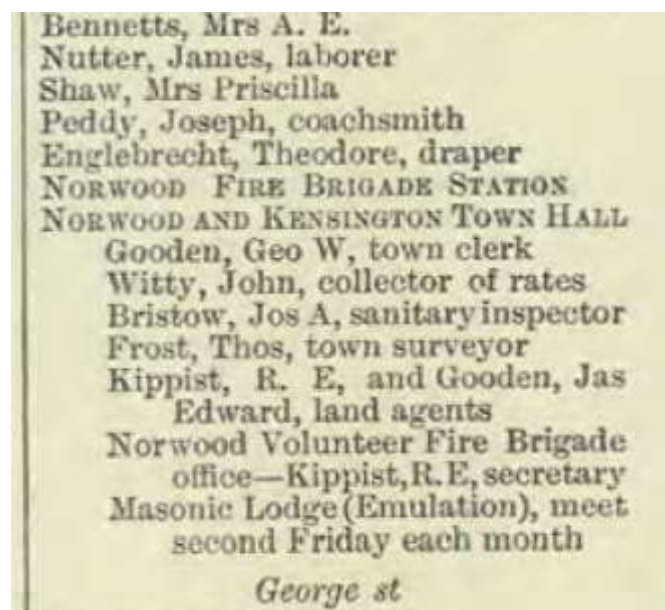 Bennetts, Mrs A. E.
Nutter, James, laborer
Shaw, Mrs Priscilla
Peddy, Joseph, coachsmith
Englebrecht, Theodore, draper
NORWOOD FIRE BRIGADE STATION
NORWOOD AND KENSINGTON TOWN HALL
Gooden, Geo W, town clerk
Witty, John, collector of rates
Bristow, Jos A, sanitary inspector
Frost, Thos, town surveyor
Kippist, R. E, and Gooden, Jas
Edward, land agents
Norwood Volunteer Fire Brigade
office—Kippist, R.E, secretary
Masonic Lodge (Emulation), meet
second Friday each month
George st